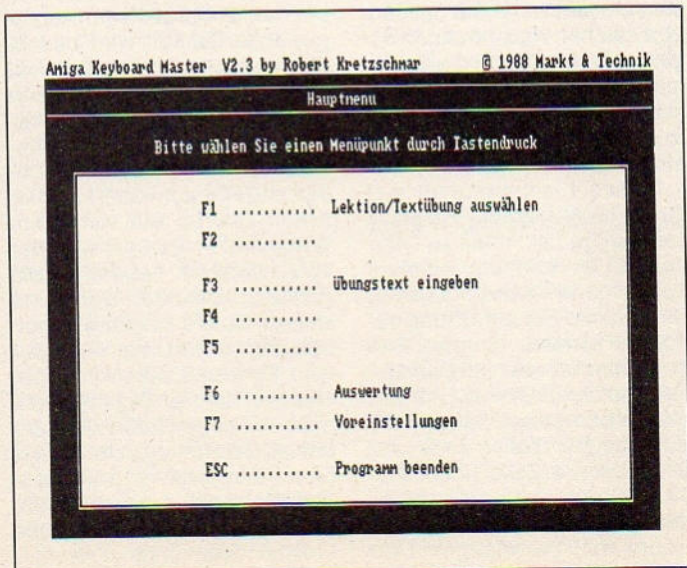 Amiga Keyboard Master V2.3 by Robert Kretzschmar © 1988 Markt & Technik
Hauptmenu
Bitte wählen Sie einen Menüpunkt durch Tastendruck
F1 ........... Lektion/Textübung auswählen
F2 ...........
F3 ........... Übungstext eingeben
F4 ...........
F5 ...........
F6 ........... Auswertung
F7 ........... Voreinstellungen
ESC ........... Programm beenden